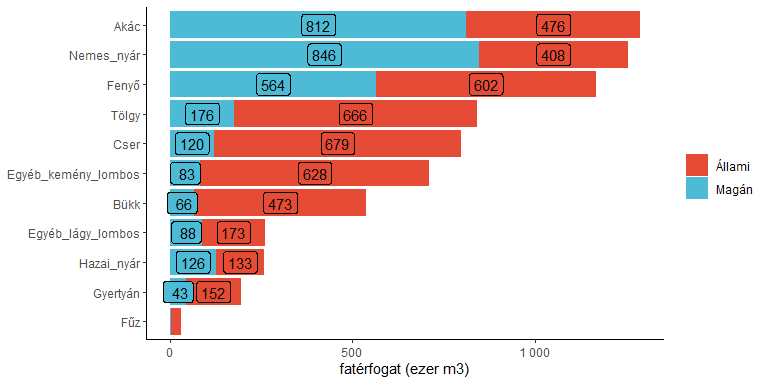 Akác 812 476
Nemes_nyár 846 408
Fenyő 564 602
Tölgy 176 666
Cser 120 679
Egyéb_kemény_lombos 83 628
Bükk 66 473
Egyéb_lágy_lombos 88 173
Hazai_nyár 126 133
Gyertyán 43 152
Fűz
0 500 1 000
fatérfogat (ezer m3)
Állami
Magán